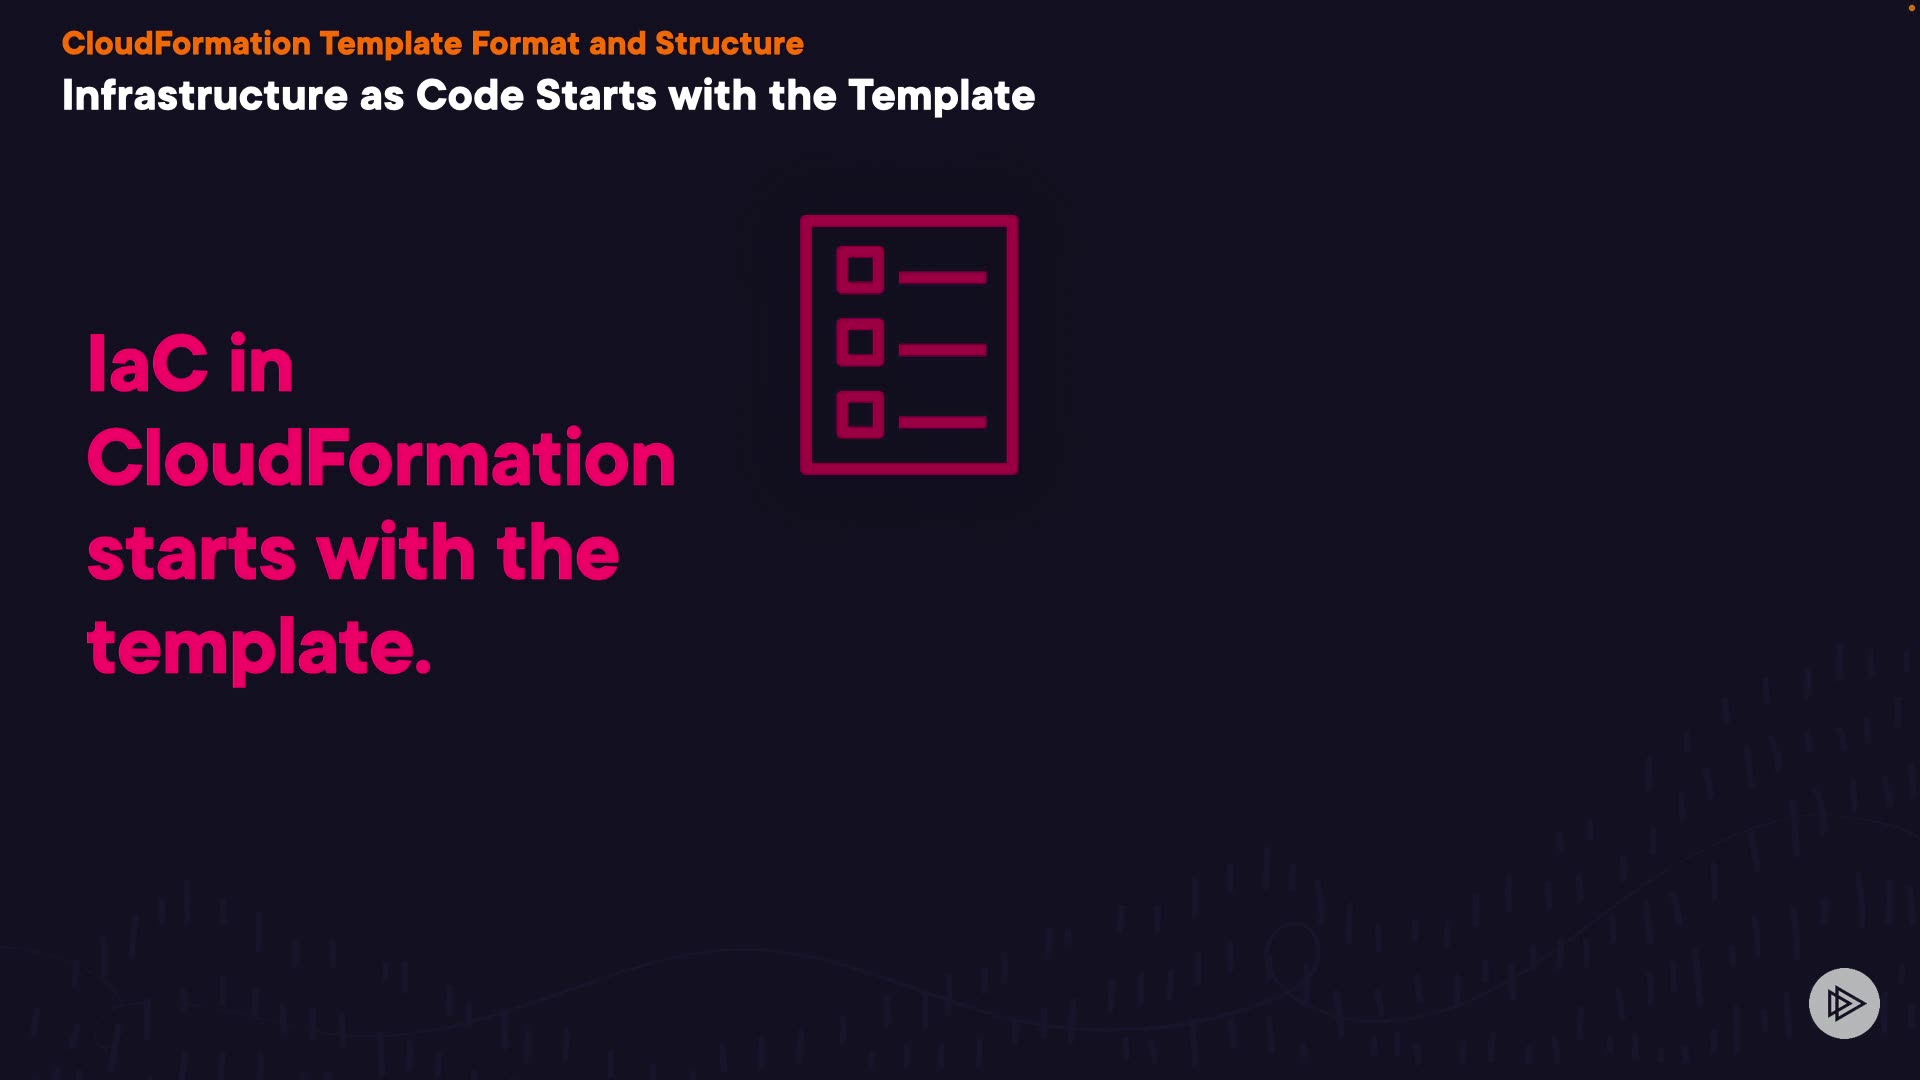 CloudFormation Template Format and Structure
Infrastructure as Code Starts with the Template
IaC in
CloudFormation
starts with the
template.